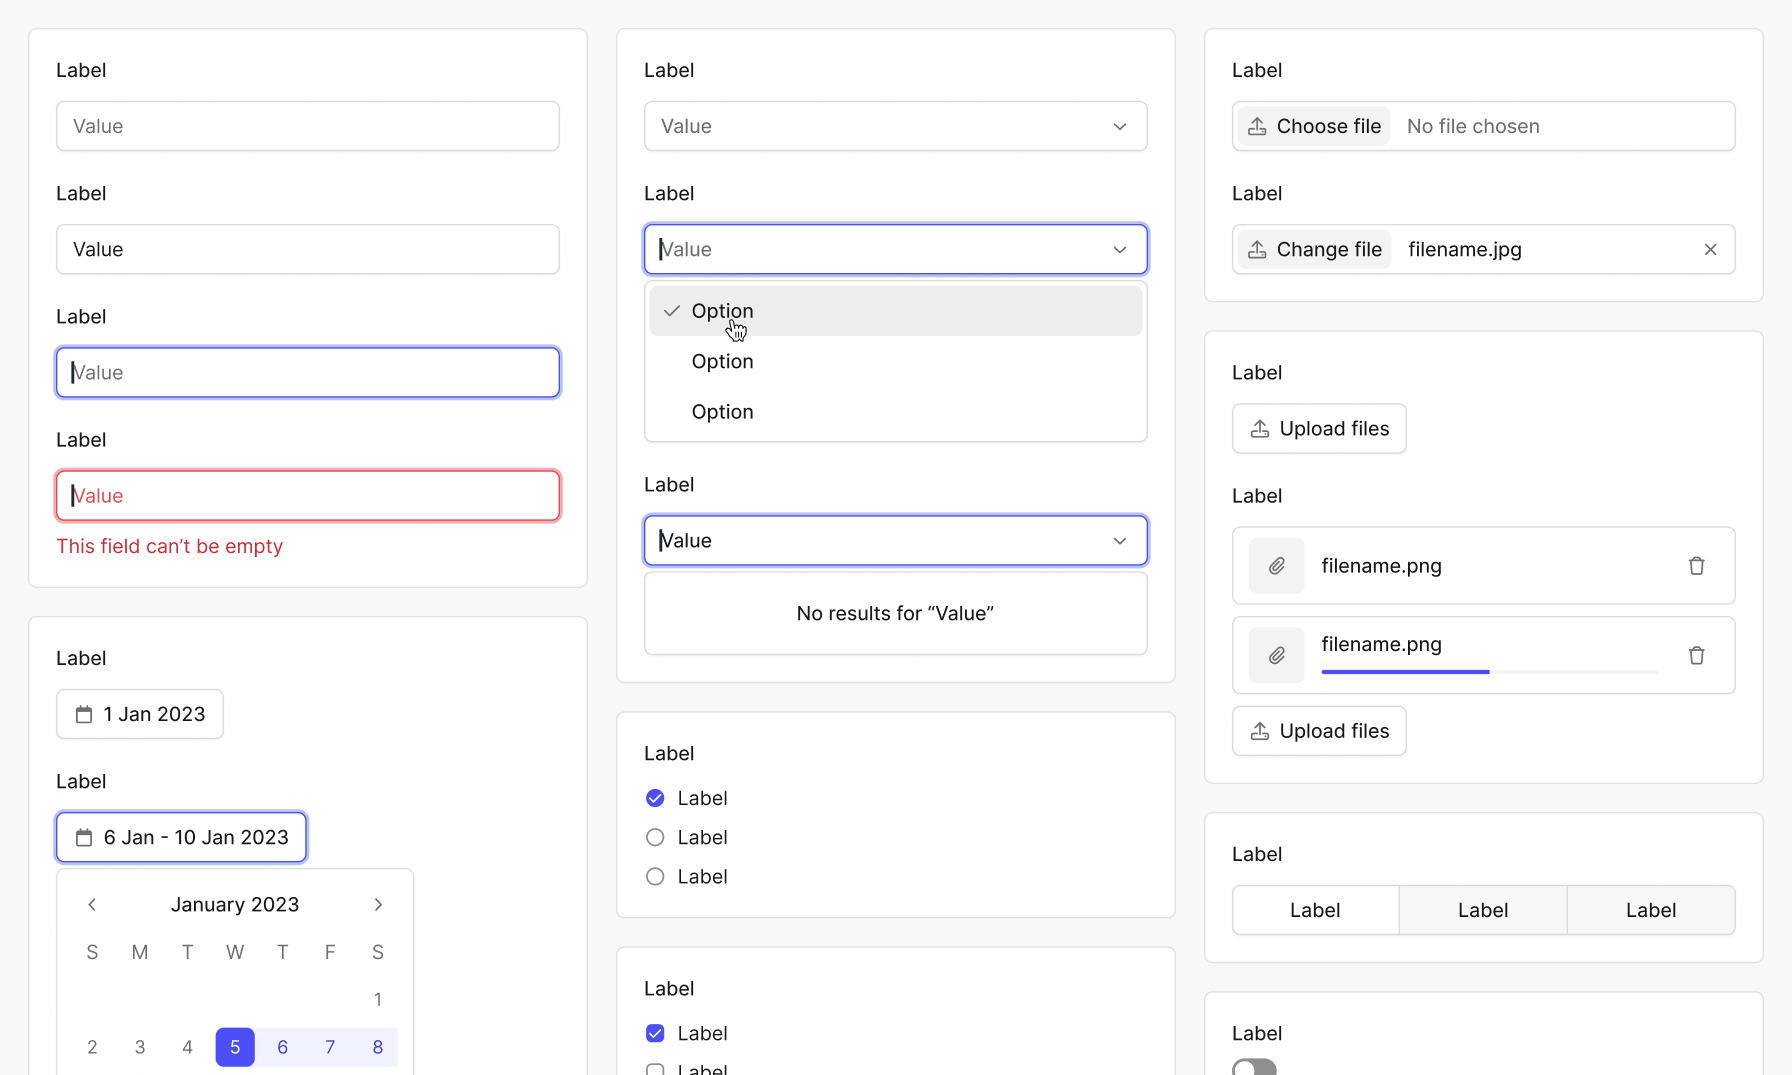 Label
Value
Label
Value
Label
Value
Label
Value
This field can’t be empty
Label
1 Jan 2023
Label
6 Jan - 10 Jan 2023
January 2023
S M T W T F S
1
2 3 4 5 6 7 8
Label
Value
Label
Value
Option
Option
Option
Label
Value
No results for “Value”
Label
Label
Label
Label
Label
Label
Label
Label
Choose file No file chosen
Label
Change file filename.jpg
Label
Upload files
Label
filename.png
filename.png
Upload files
Label
Label Label Label
Label